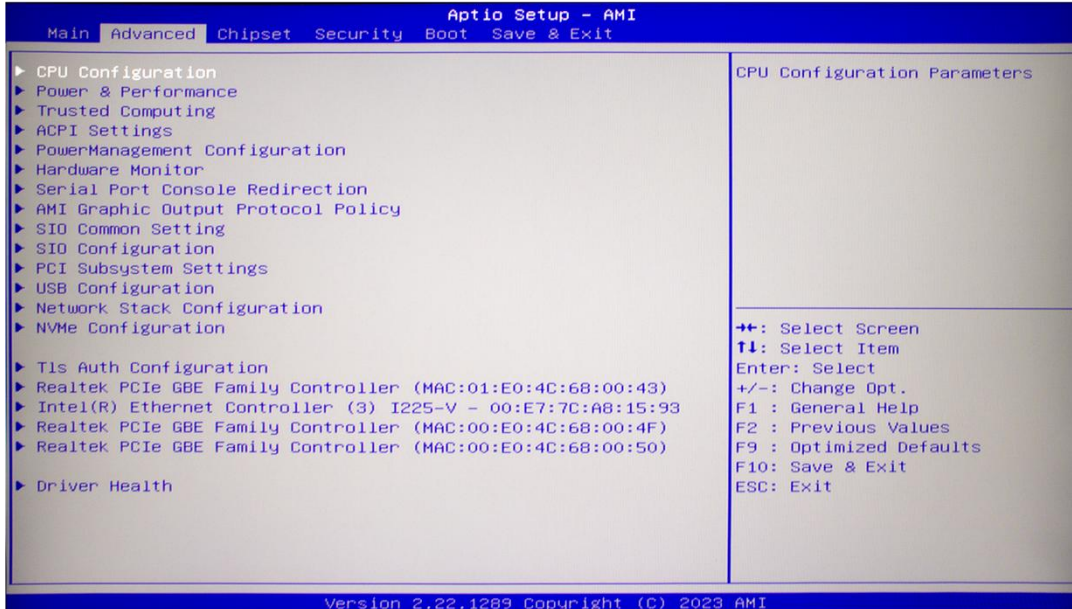 Aptio Setup – AMI
Main Advanced Chipset Security Boot Save & Exit
▶ CPU Configuration
▶ Power & Performance
▶ Trusted Computing
▶ ACPI Settings
▶ PowerManagement Configuration
▶ Hardware Monitor
▶ Serial Port Console Redirection
▶ AMI Graphic Output Protocol Policy
▶ SIO Common Setting
▶ SIO Configuration
▶ PCI Subsystem Settings
▶ USB Configuration
▶ Network Stack Configuration
▶ NVMe Configuration
▶ Tls Auth Configuration
▶ Realtek PCIe GBE Family Controller (MAC:01:E0:4C:68:00:43)
▶ Intel(R) Ethernet Controller (3) I225-V – 00:E7:7C:A8:15:93
▶ Realtek PCIe GBE Family Controller (MAC:00:E0:4C:68:00:4F)
▶ Realtek PCIe GBE Family Controller (MAC:00:E0:4C:68:00:50)
▶ Driver Health
CPU Configuration Parameters
→←: Select Screen
↑↓: Select Item
Enter: Select
+/-: Change Opt.
F1 : General Help
F2 : Previous Values
F9 : Optimized Defaults
F10: Save & Exit
ESC: Exit
Version 2.22.1289 Copyright (C) 2023 AMI